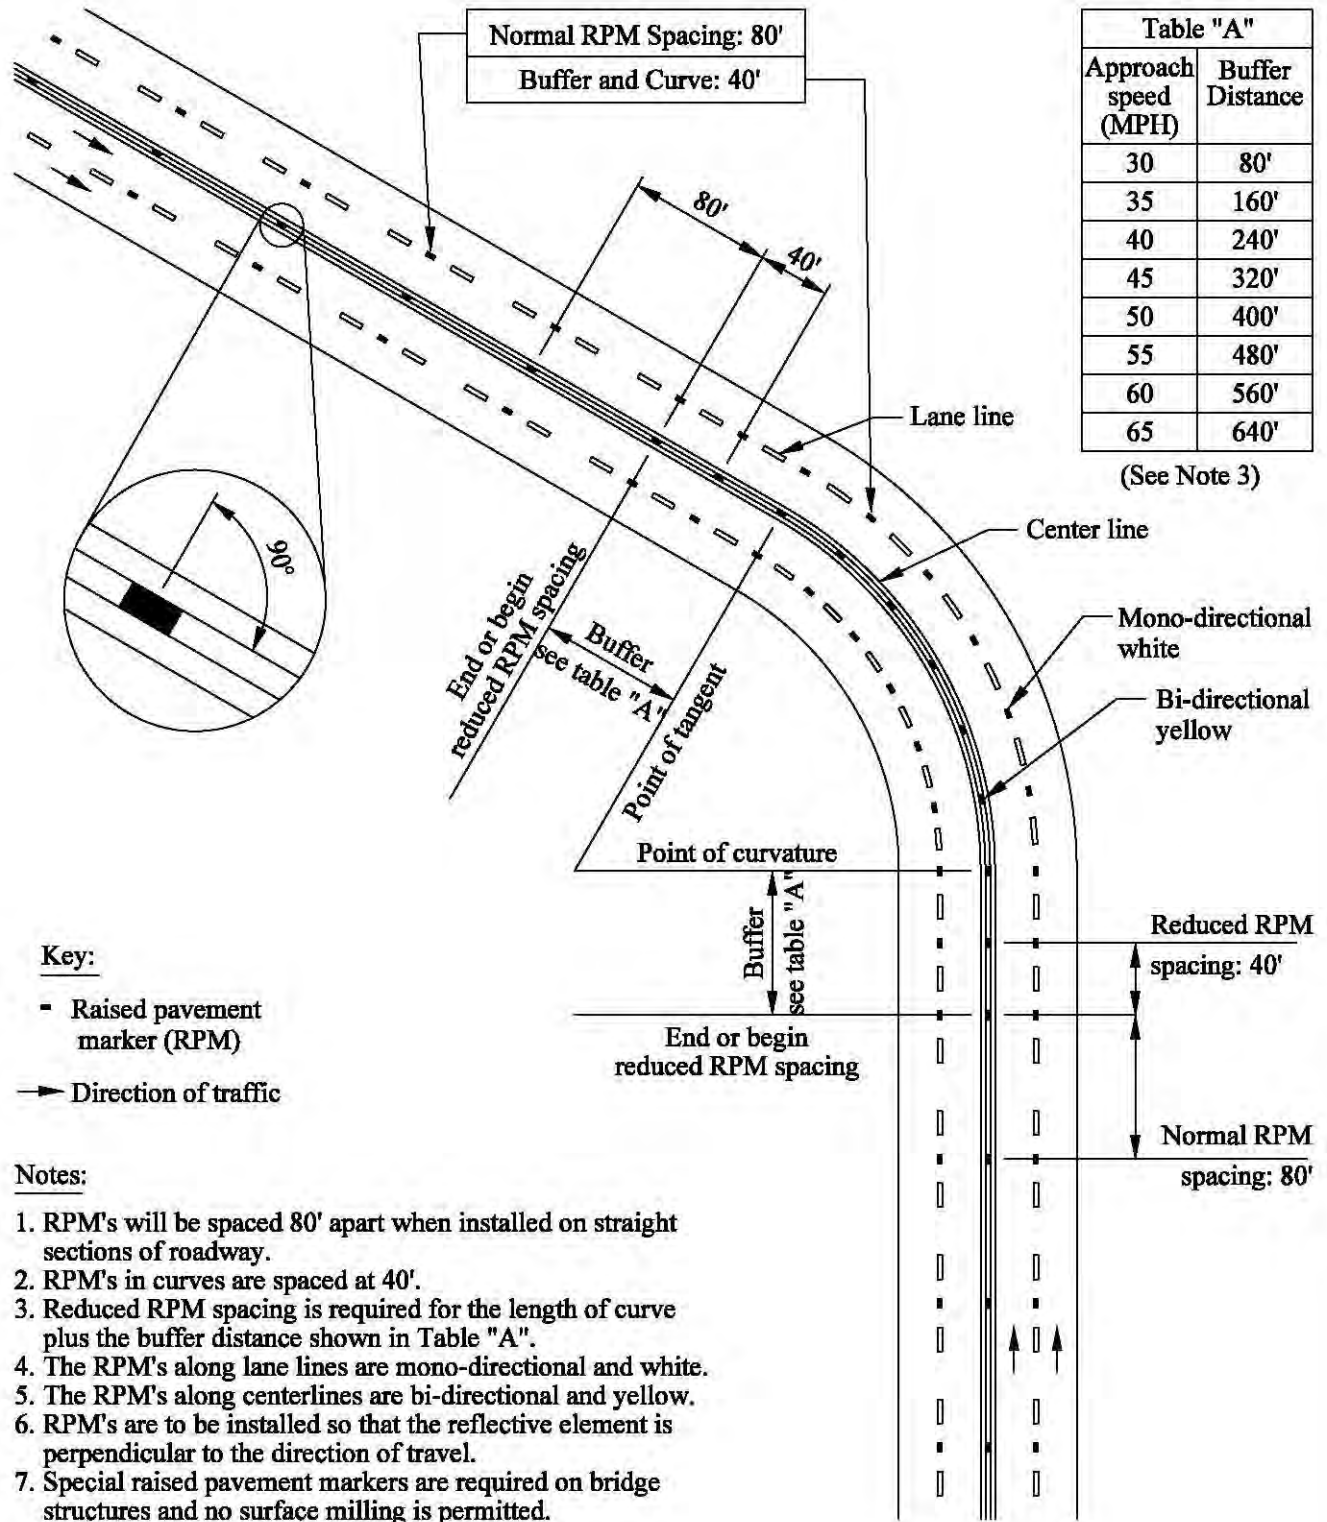 Normal RPM Spacing: 80'
Buffer and Curve: 40'
Table "A"
Approach speed (MPH) Buffer Distance
30 80'
35 160'
40 240'
45 320'
50 400'
55 480'
60 560'
65 640'
(See Note 3)
80'
40'
Lane line
Center line
90°
End or begin
reduced RPM spacing
Buffer
see table "A"
Point of tangent
Mono-directional
white
Bi-directional
yellow
Point of curvature
Buffer
see table "A"
Reduced RPM
spacing: 40'
End or begin
reduced RPM spacing
Normal RPM
spacing: 80'
Key:
Raised pavement
marker (RPM)
Direction of traffic
Notes:
1. RPM's will be spaced 80' apart when installed on straight
sections of roadway.
2. RPM's in curves are spaced at 40'.
3. Reduced RPM spacing is required for the length of curve
plus the buffer distance shown in Table "A".
4. The RPM's along lane lines are mono-directional and white.
5. The RPM's along centerlines are bi-directional and yellow.
6. RPM's are to be installed so that the reflective element is
perpendicular to the direction of travel.
7. Special raised pavement markers are required on bridge
structures and no surface milling is permitted.